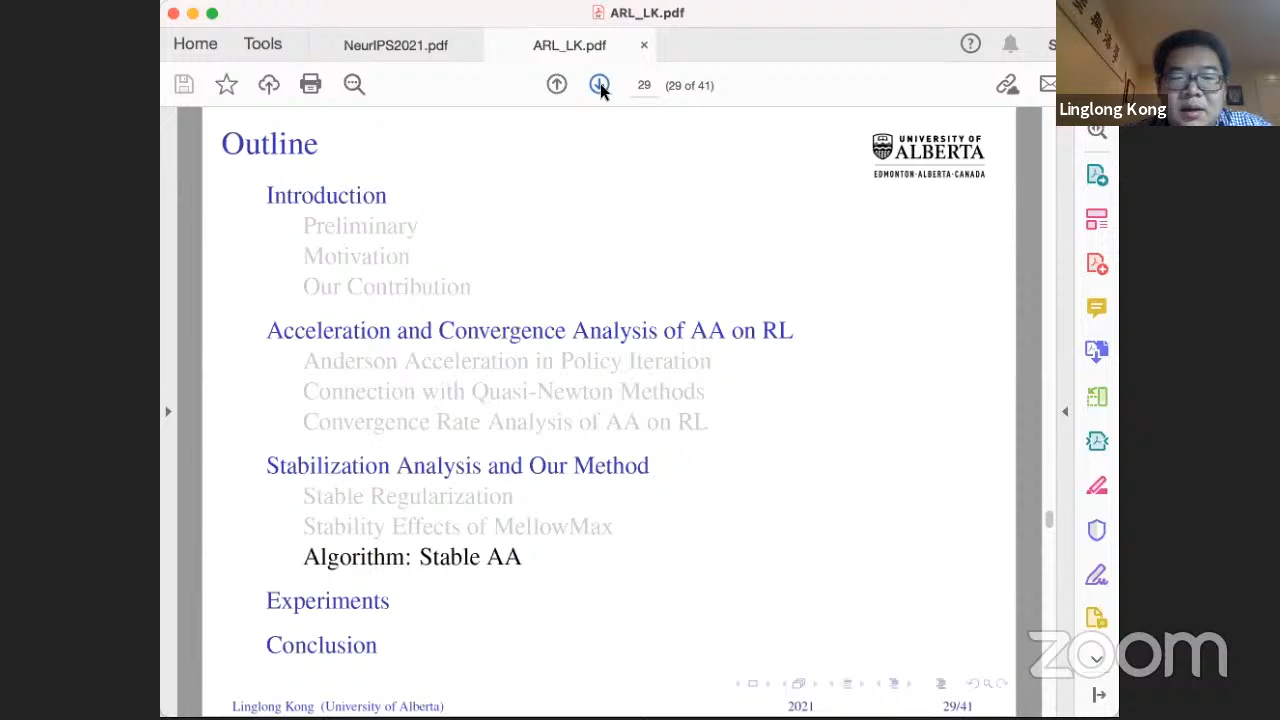 ARL_LK.pdf
Home
Tools
NeurIPS2021.pdf
ARL_LK.pdf
29
(29 of 41)
Linglong Kong
Outline
UNIVERSITY OF
ALBERTA
EDMONTON·ALBERTA·CANADA
Introduction
Preliminary
Motivation
Our Contribution
Acceleration and Convergence Analysis of AA on RL
Anderson Acceleration in Policy Iteration
Connection with Quasi-Newton Methods
Convergence Rate Analysis of AA on RL
Stabilization Analysis and Our Method
Stable Regularization
Stability Effects of MellowMax
Algorithm: Stable AA
Experiments
Conclusion
zoom
Linglong Kong (University of Alberta)
2021
29/41